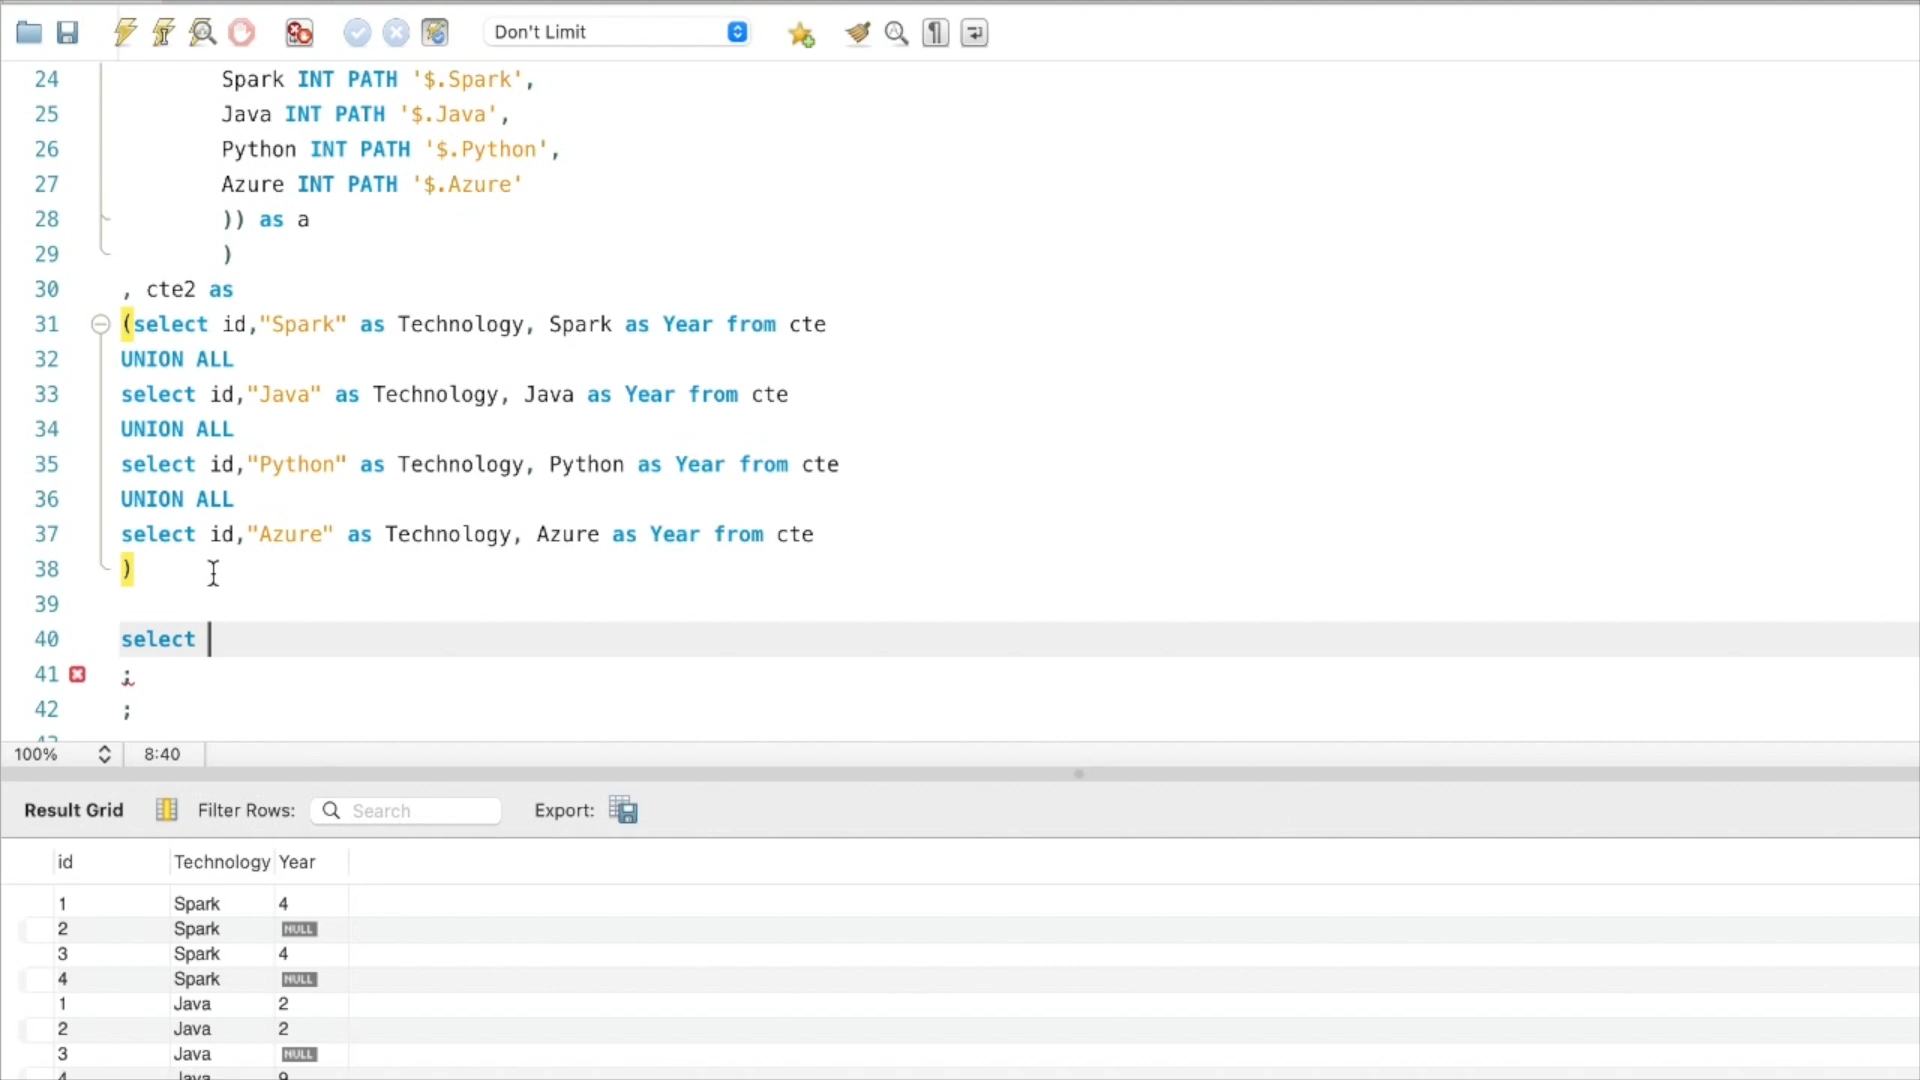 Don't Limit
24 Spark INT PATH '$.Spark',
25 Java INT PATH '$.Java',
26 Python INT PATH '$.Python',
27 Azure INT PATH '$.Azure'
28 )) as a
29 )
30 , cte2 as
31 (select id,"Spark" as Technology, Spark as Year from cte
32 UNION ALL
33 select id,"Java" as Technology, Java as Year from cte
34 UNION ALL
35 select id,"Python" as Technology, Python as Year from cte
36 UNION ALL
37 select id,"Azure" as Technology, Azure as Year from cte
38 )
39
40 select
41 ;
42 ;
100% 8:40
Result Grid Filter Rows: Search Export:
id Technology Year
1 Spark 4
2 Spark NULL
3 Spark 4
4 Spark NULL
1 Java 2
2 Java 2
3 Java NULL
4 Java